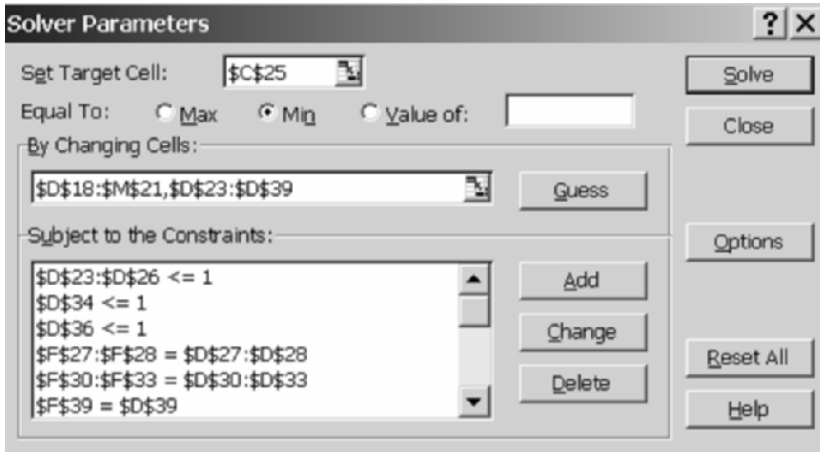 Solver Parameters
Set Target Cell: $C$25 Solve
Equal To: Max Min Value of: Close
By Changing Cells:
$D$18:$M$21,$D$23:$D$39 Guess
Subject to the Constraints: Options
$D$23:$D$26 <= 1 Add
$D$34 <= 1
$D$36 <= 1 Change
$F$27:$F$28 = $D$27:$D$28
$F$30:$F$33 = $D$30:$D$33 Delete Reset All
$F$39 = $D$39 Help